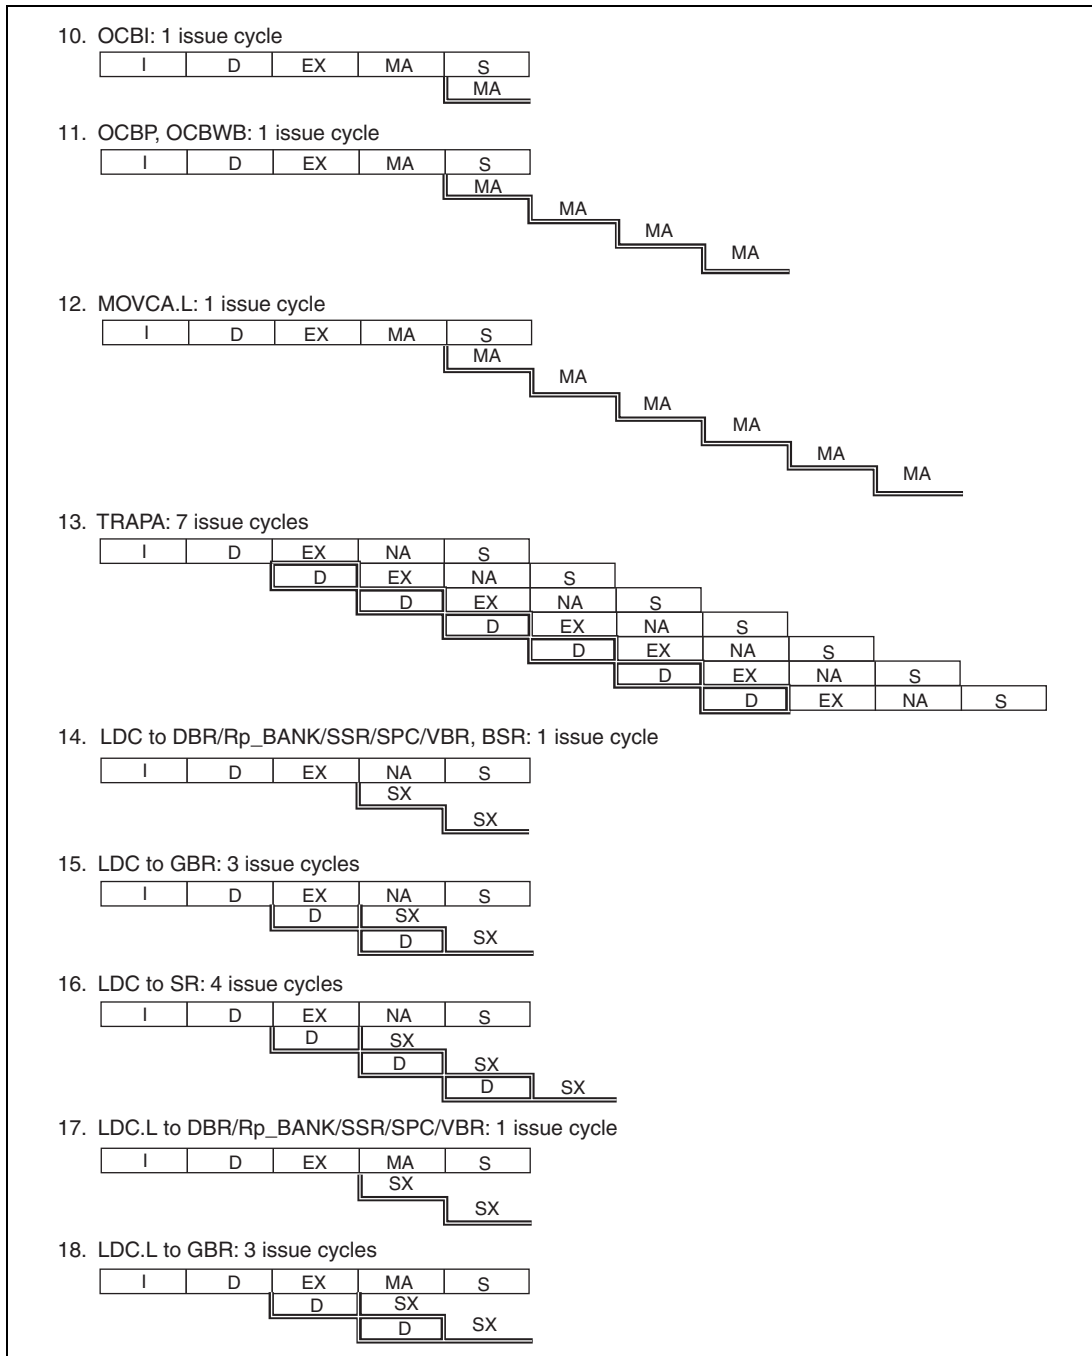 10. OCBI: 1 issue cycle
I D EX MA S
MA
11. OCBP, OCBWB: 1 issue cycle
I D EX MA S
MA
MA
MA
MA
12. MOVCA.L: 1 issue cycle
I D EX MA S
MA
MA
MA
MA
MA
MA
13. TRAPA: 7 issue cycles
I D EX NA S
D EX NA S
D EX NA S
D EX NA S
D EX NA S
D EX NA S
D EX NA S
14. LDC to DBR/Rp_BANK/SSR/SPC/VBR, BSR: 1 issue cycle
I D EX NA S
SX
SX
15. LDC to GBR: 3 issue cycles
I D EX NA S
D SX
D SX
16. LDC to SR: 4 issue cycles
I D EX NA S
D SX
D SX
D SX
17. LDC.L to DBR/Rp_BANK/SSR/SPC/VBR: 1 issue cycle
I D EX MA S
SX
SX
18. LDC.L to GBR: 3 issue cycles
I D EX MA S
D SX
D SX